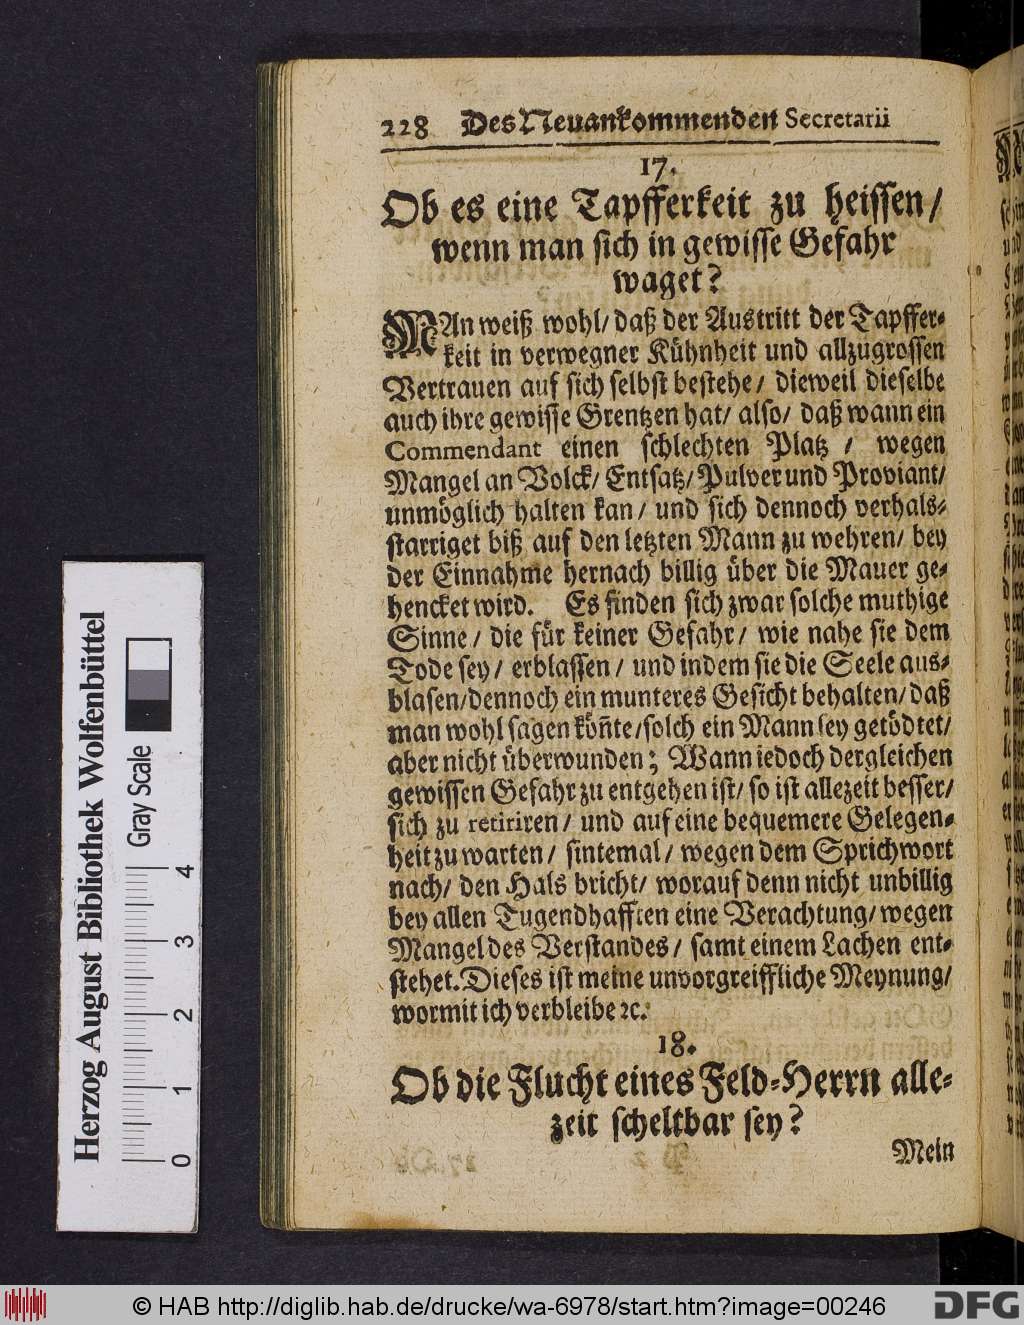 228 Des Neuankommenden Secretarii
17.
Ob es eine Tapfferkeit zu heissen/
wenn man sich in gewisse Gefahr
waget?
MAn weiß wohl/ daß der Austritt der Tapffer-
keit in verwegner Kühnheit und allzugrossen
Vertrauen auf sich selbst bestehe/ dieweil dieselbe
auch ihre gewisse Grentzen hat/ also/ daß wann ein
Commendant einen schlechten Platz / wegen
Mangel an Volck/ Entsatz/ Pulver und Proviant/
unmöglich halten kan/ und sich dennoch verhals-
starriget biß auf den letzten Mann zu wehren/ bey
der Einnahme hernach billig über die Mauer ge-
hencket wird. Es finden sich zwar solche muthige
Sinne/ die für keiner Gefahr/ wie nahe sie dem
Tode sey/ erblassen/ und indem sie die Seele aus-
blasen/ dennoch ein munteres Gesicht behalten/ daß
man wohl sagen kön̄te/ solch ein Mann sey getödtet/
aber nicht überwunden; Wann iedoch dergleichen
gewissen Gefahr zu entgehen ist/ so ist allezeit besser/
sich zu retiriren/ und auf eine bequemere Gelegen-
heit zu warten/ sintemal/ wegen dem Sprichwort
nach/ den Hals bricht/ worauf denn nicht unbillig
bey allen Tugendhafften eine Verachtung/ wegen
Mangel des Verstandes/ samt einem Lachen ent-
stehet. Dieses ist meine unvorgreiffliche Meynung/
wormit ich verbleibe ꝛc.
18.
Ob die Flucht eines Feld-Herrn alle-
zeit scheltbar sey?
Mein
Herzog August Bibliothek Wolfenbüttel
Gray Scale
0 1 2 3 4
© HAB http://diglib.hab.de/drucke/wa-6978/start.htm?image=00246
DFG